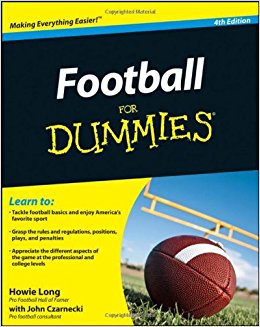 Making Everything Easier!™
4th Edition
Football
FOR
DUMMIES®
Learn to:
• Tackle football basics and enjoy America's
favorite sport
• Grasp the rules and regulations, positions,
plays, and penalties
• Appreciate the different aspects of
the game at the professional and
college levels
Howie Long
Pro Football Hall of Famer
with John Czarnecki
Pro football consultant